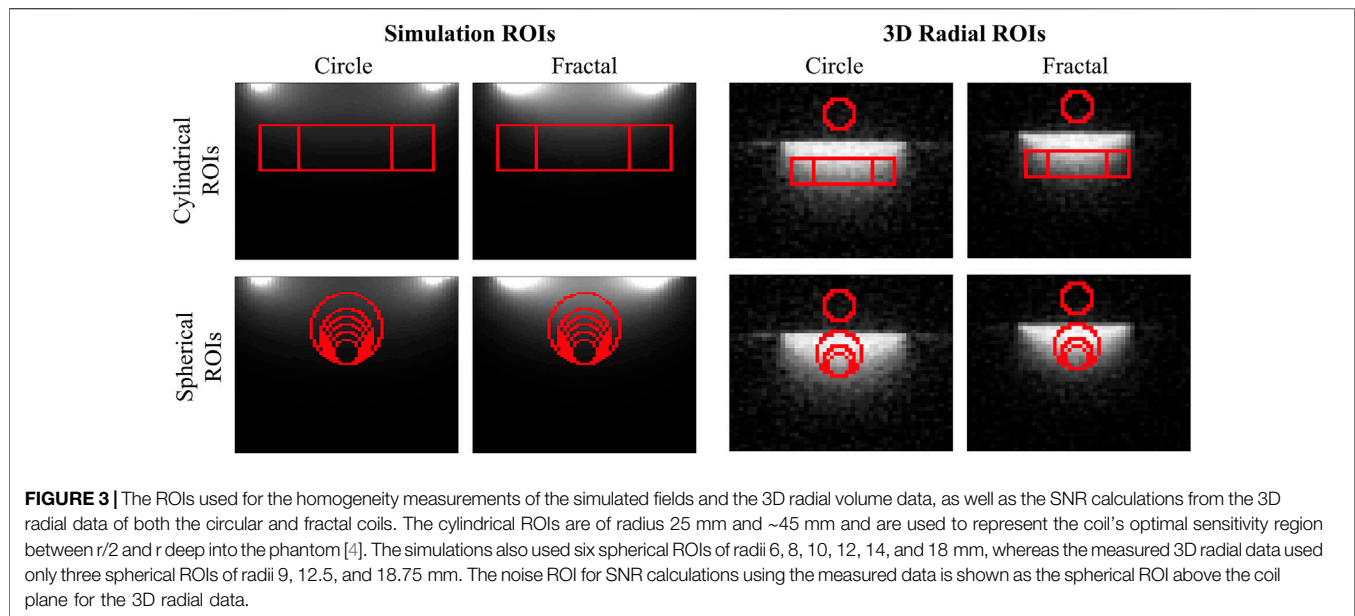 Simulation ROIs 3D Radial ROIs
Circle Fractal Circle Fractal
Cylindrical
ROIs
Spherical
ROIs
FIGURE 3 | The ROIs used for the homogeneity measurements of the simulated fields and the 3D radial volume data, as well as the SNR calculations from the 3D
radial data of both the circular and fractal coils. The cylindrical ROIs are of radius 25 mm and ~45 mm and are used to represent the coil's optimal sensitivity region
between r/2 and r deep into the phantom [4]. The simulations also used six spherical ROIs of radii 6, 8, 10, 12, 14, and 18 mm, whereas the measured 3D radial data used
only three spherical ROIs of radii 9, 12.5, and 18.75 mm. The noise ROI for SNR calculations using the measured data is shown as the spherical ROI above the coil
plane for the 3D radial data.